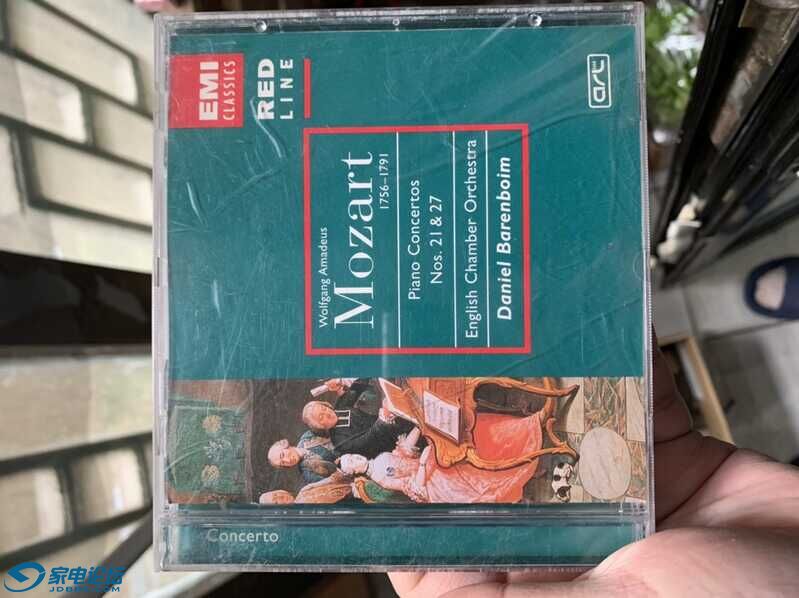 EMI
CLASSICS
RED
LINE
art
Wolfgang Amadeus
Mozart
1756–1791
Piano Concertos
Nos. 21 & 27
English Chamber Orchestra
Daniel Barenboim
Concerto
家电论坛
JDBBS.COM